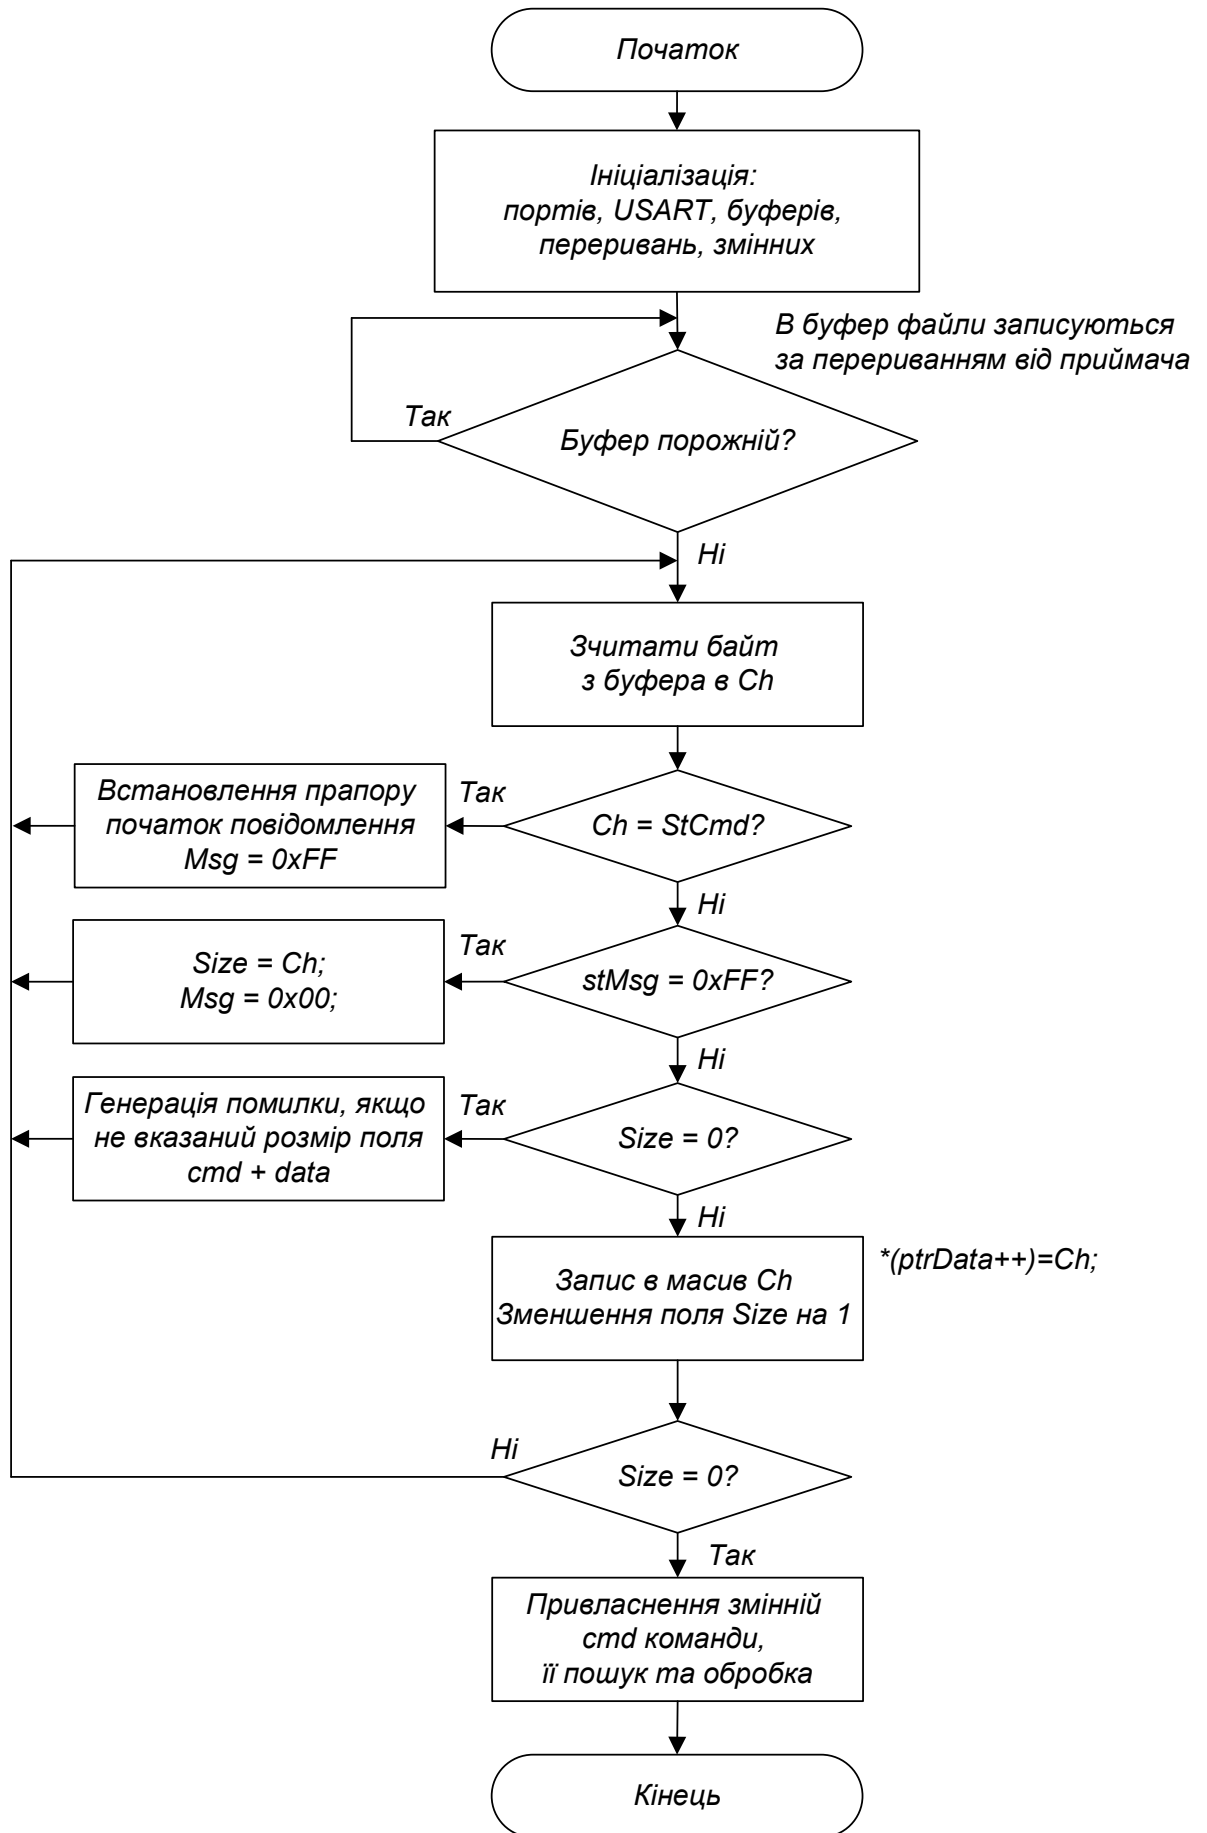 Початок
Ініціалізація:
портів, USART, буферів,
переривань, змінних
В буфер файли записуються
за перериванням від приймача
Так
Буфер порожній?
Ні
Зчитати байт
з буфера в Ch
Встановлення прапору
початок повідомлення
Msg = 0xFF
Так
Ch = StCmd?
Ні
Size = Ch;
Msg = 0x00;
Так
stMsg = 0xFF?
Ні
Генерація помилки, якщо
не вказаний розмір поля
cmd + data
Так
Size = 0?
Ні
Запис в масив Ch
Зменшення поля Size на 1
*(ptrData++)=Ch;
Ні
Size = 0?
Так
Привласнення змінній
cmd команди,
її пошук та обробка
Кінець